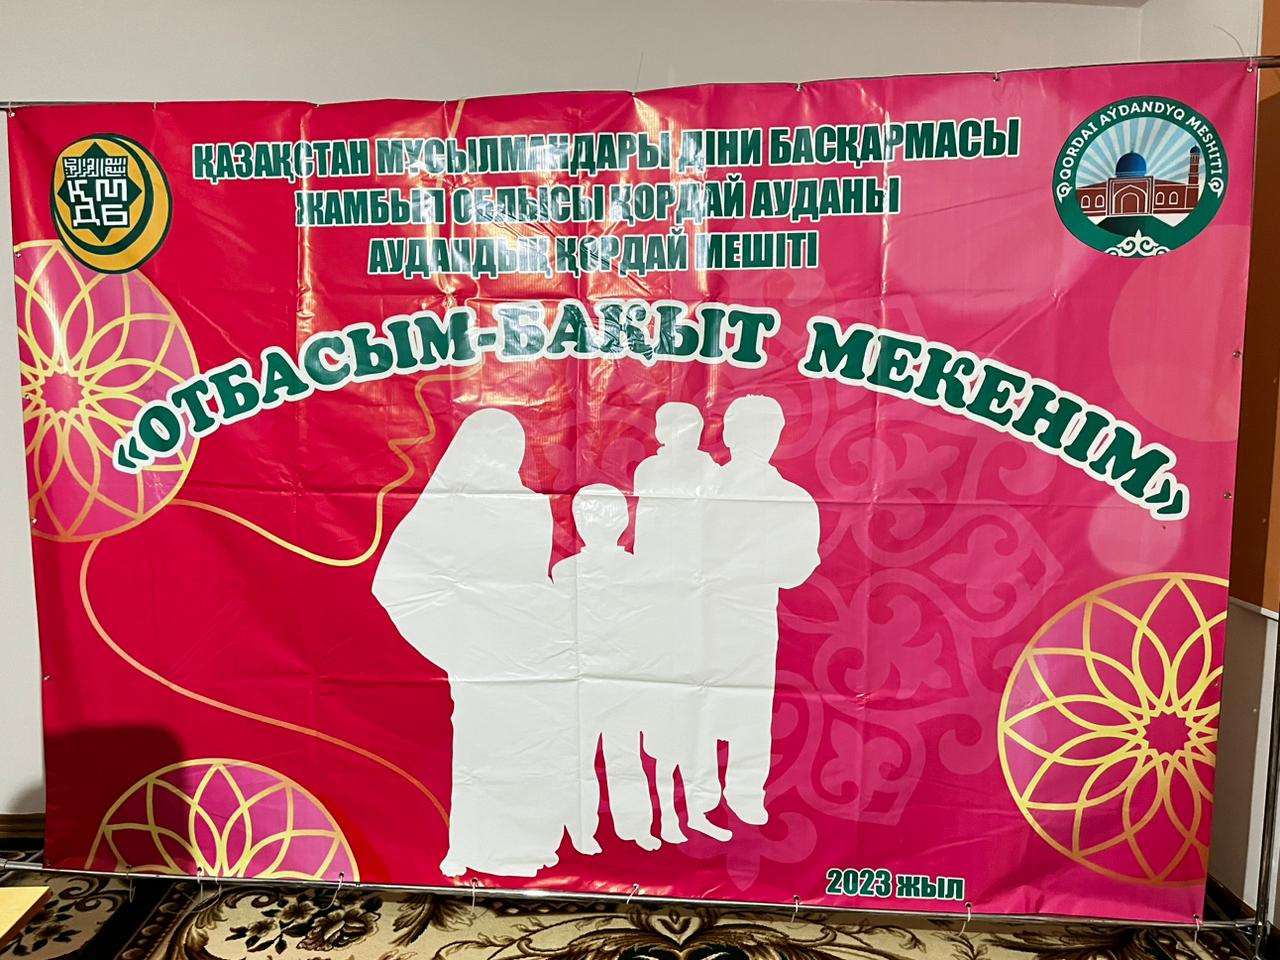 ҚАЗАҚСТАН МҰСЫЛМАНДАРЫ ДІНИ БАСҚАРМАСЫ
ЖАМБЫЛ ОБЛЫСЫ ҚОРДАЙ АУДАНЫ
АУДАНДЫҚ ҚОРДАЙ МЕШІТІ
ҚМДБ
QORDAI AÝDANDYQ MESHITI
«ОТБАСЫМ-БАҚЫТ МЕКЕНІМ»
2023 жыл